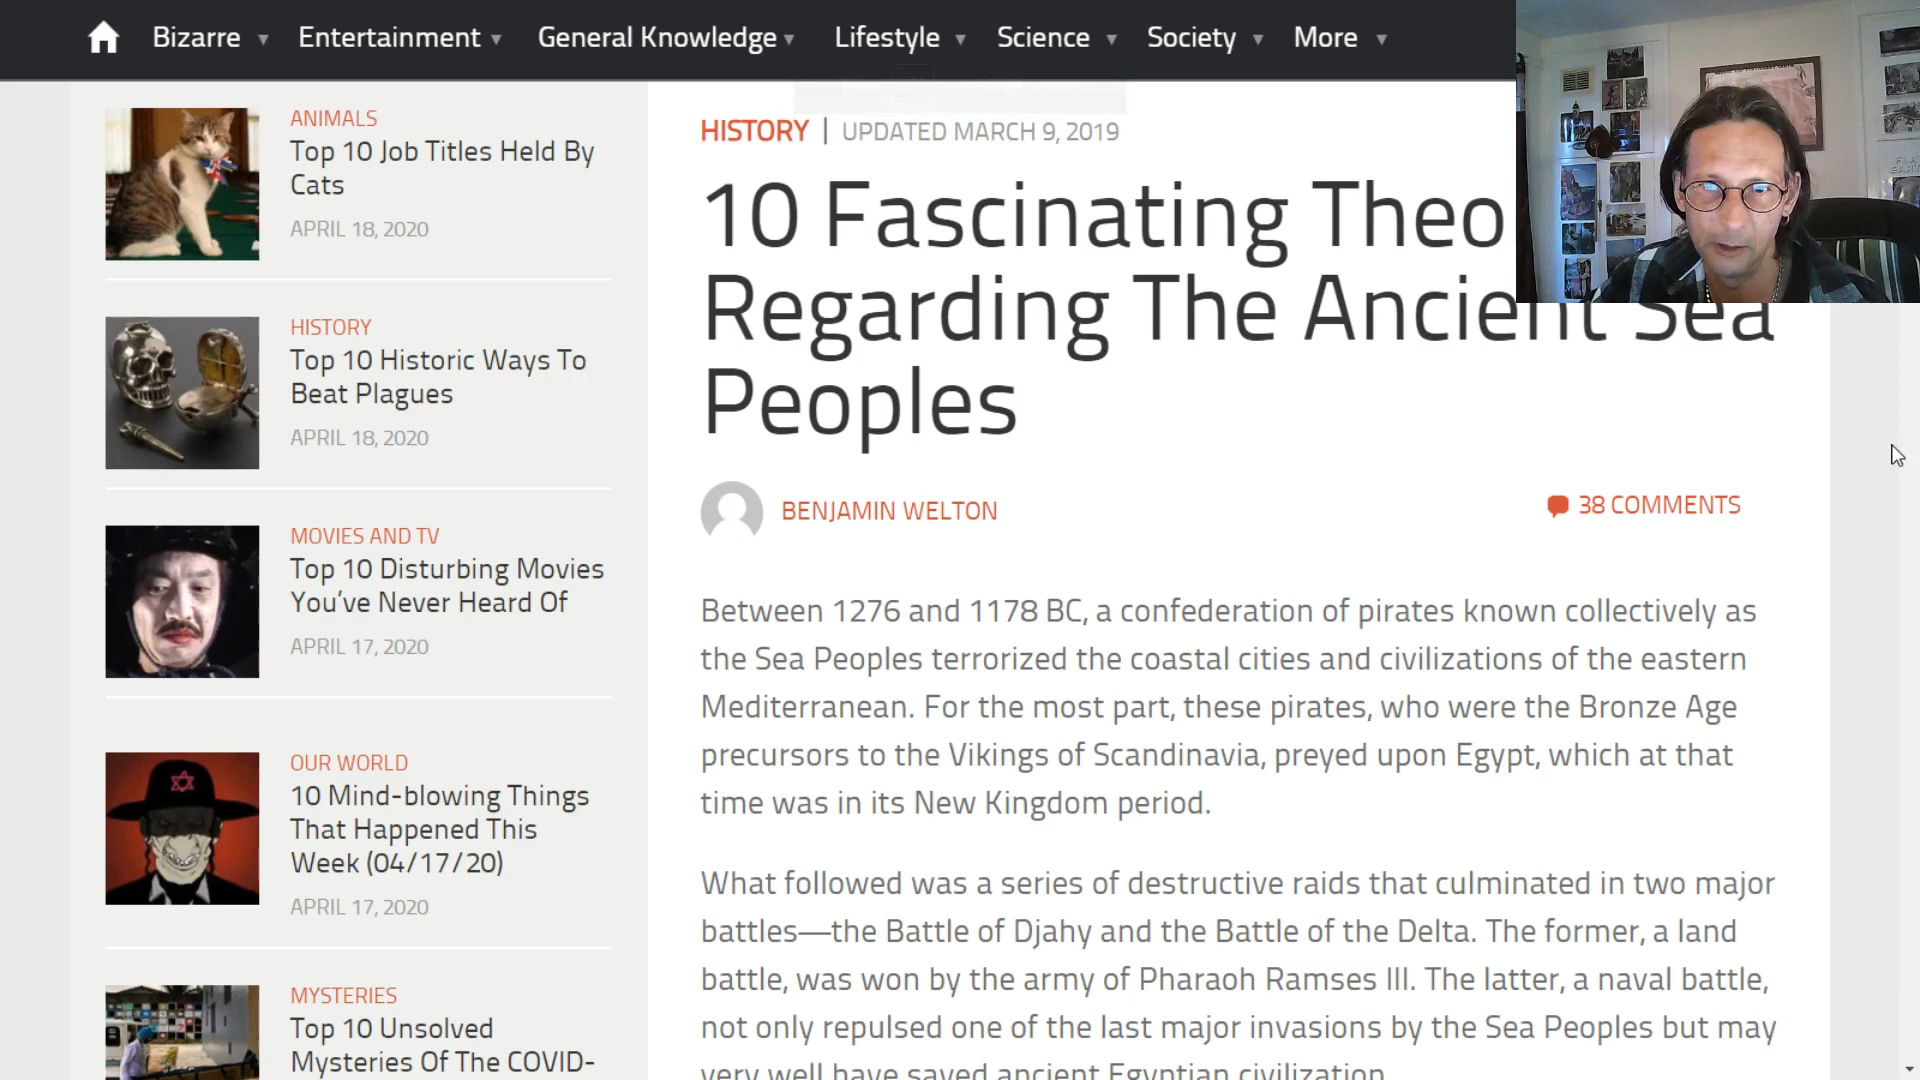 Bizarre Entertainment General Knowledge Lifestyle Science Society More
ANIMALS
Top 10 Job Titles Held By
Cats
APRIL 18, 2020
HISTORY
Top 10 Historic Ways To
Beat Plagues
APRIL 18, 2020
MOVIES AND TV
Top 10 Disturbing Movies
You've Never Heard Of
APRIL 17, 2020
OUR WORLD
10 Mind-blowing Things
That Happened This
Week (04/17/20)
APRIL 17, 2020
MYSTERIES
Top 10 Unsolved
Mysteries Of The COVID-
HISTORY | UPDATED MARCH 9, 2019
10 Fascinating Theo
Regarding The Ancient Sea
Peoples
BENJAMIN WELTON
38 COMMENTS
Between 1276 and 1178 BC, a confederation of pirates known collectively as
the Sea Peoples terrorized the coastal cities and civilizations of the eastern
Mediterranean. For the most part, these pirates, who were the Bronze Age
precursors to the Vikings of Scandinavia, preyed upon Egypt, which at that
time was in its New Kingdom period.
What followed was a series of destructive raids that culminated in two major
battles—the Battle of Djahy and the Battle of the Delta. The former, a land
battle, was won by the army of Pharaoh Ramses III. The latter, a naval battle,
not only repulsed one of the last major invasions by the Sea Peoples but may
very well have saved ancient Egyptian civilization.